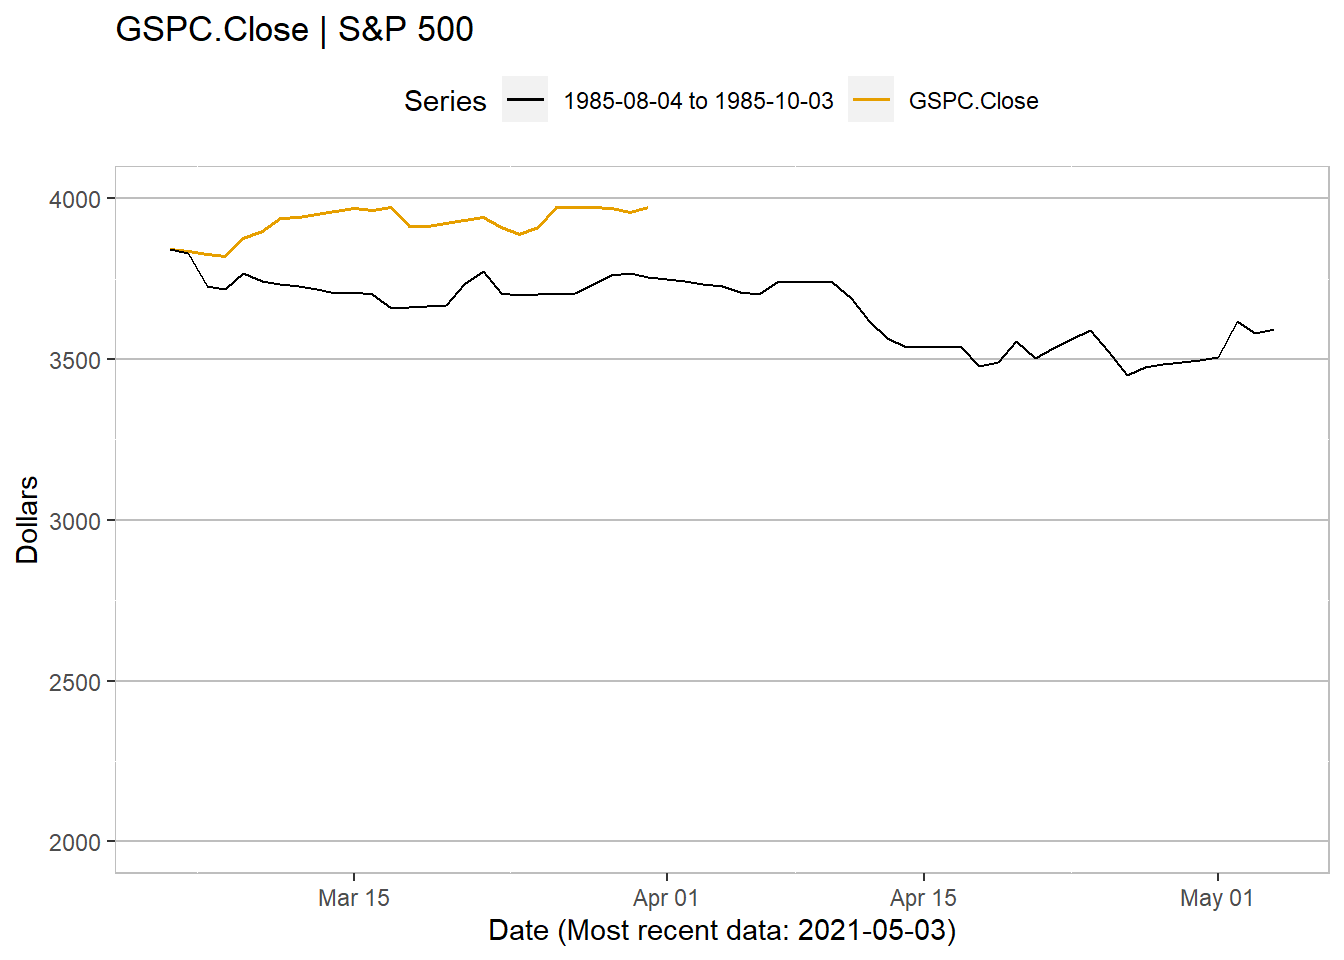 GSPC.Close | S&P 500
Series 1985-08-04 to 1985-10-03 GSPC.Close
4000
3500
3000
2500
2000
Dollars
Mar 15 Apr 01 Apr 15 May 01
Date (Most recent data: 2021-05-03)